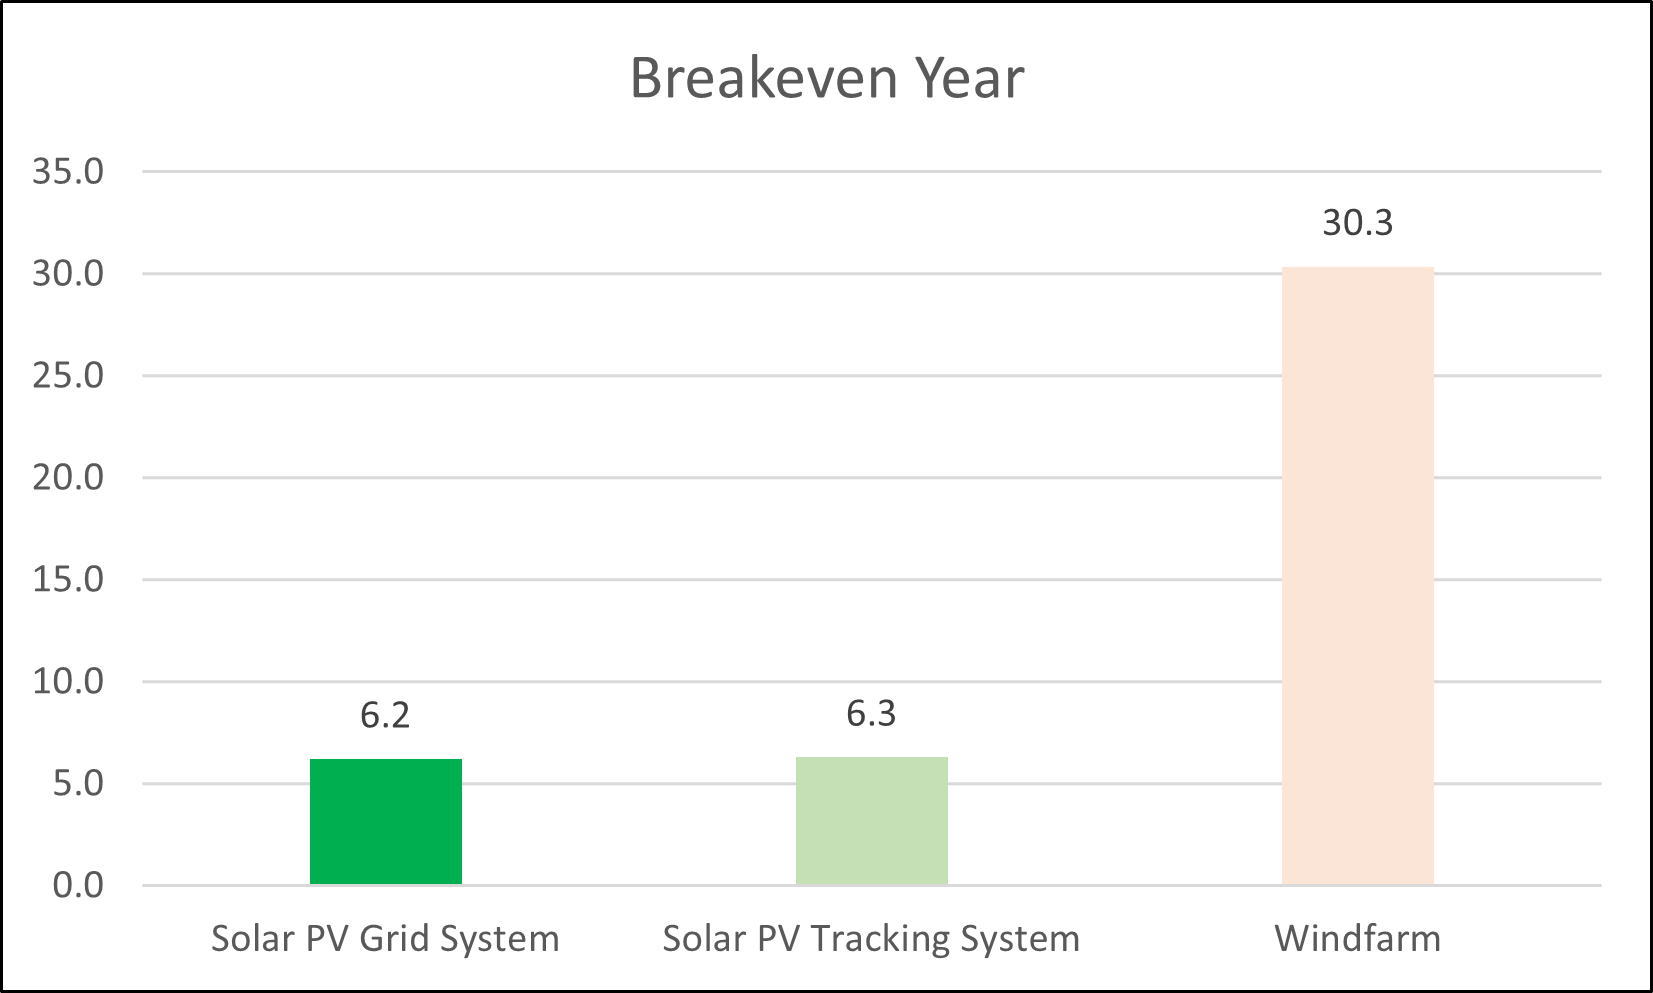 Breakeven Year
35.0
30.3
30.0
25.0
20.0
15.0
10.0
6.2
6.3
5.0
0.0
Solar PV Grid System
Solar PV Tracking System
Windfarm